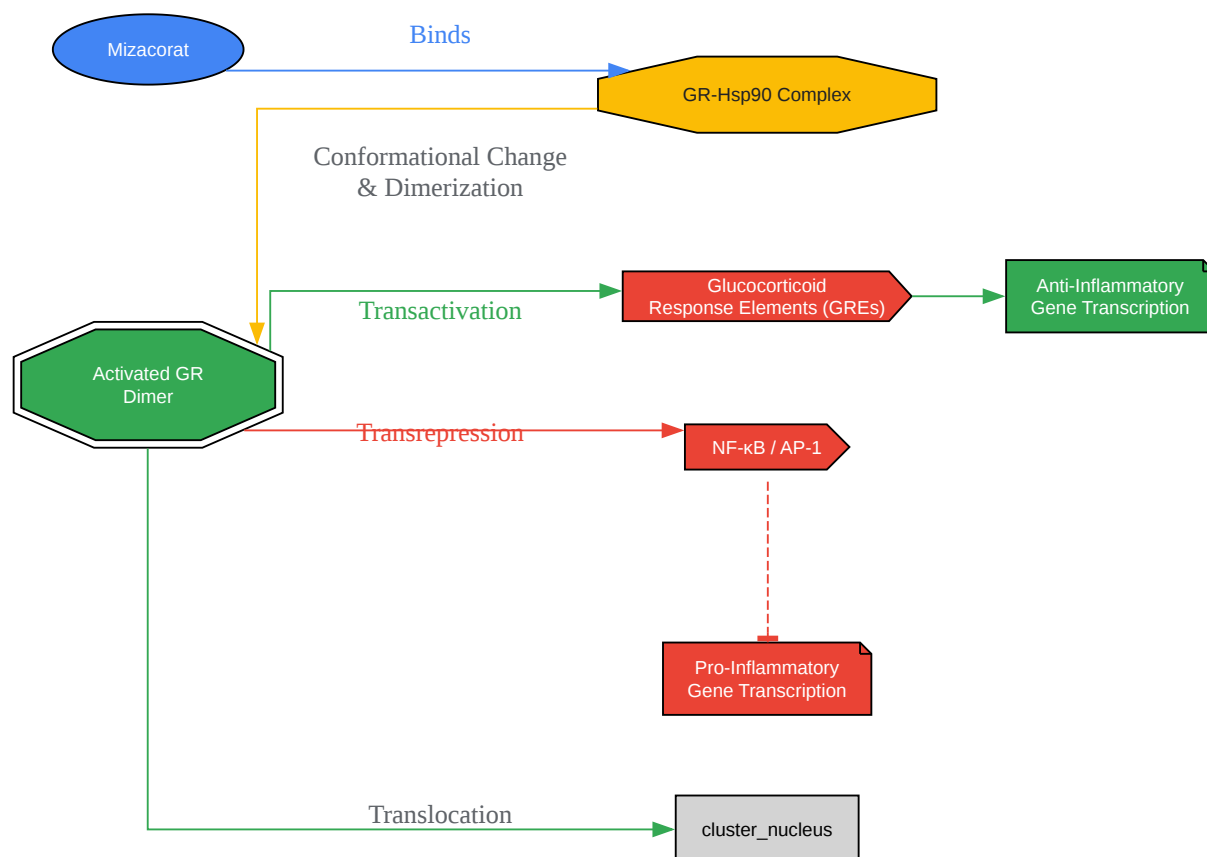 Mizacorat
Binds
GR-Hsp90 Complex
Conformational Change
& Dimerization
Glucocorticoid
Response Elements (GREs)
Anti-Inflammatory
Gene Transcription
Transactivation
Activated GR
Dimer
Transrepression
NF-κB / AP-1
Pro-Inflammatory
Gene Transcription
Translocation
cluster_nucleus